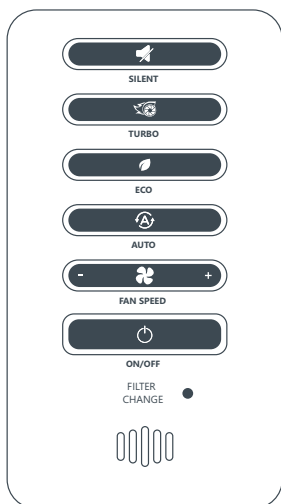 SILENT
TURBO
ECO
A
AUTO
- +
FAN SPEED
ON/OFF
FILTER
CHANGE